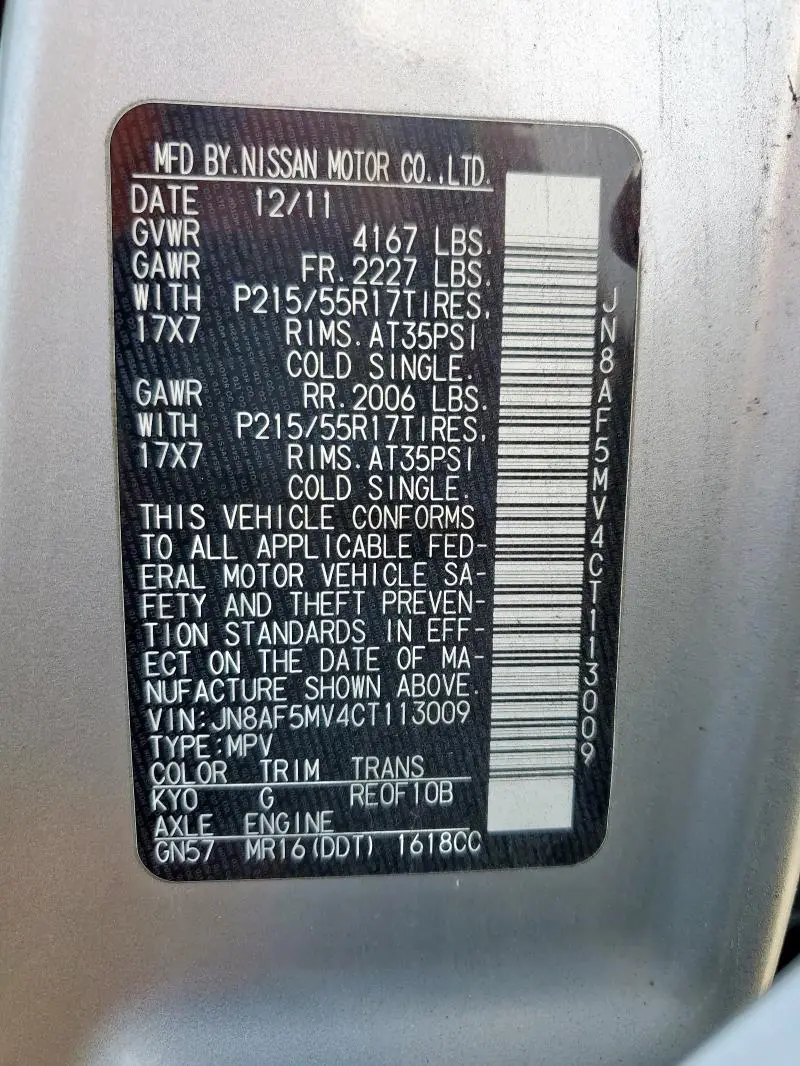 MFD BY.NISSAN MOTOR CO.,LTD.
DATE 12/11
GVWR 4167 LBS.
GAWR FR.2227 LBS.
WITH P215/55R17TIRES,
17X7 RIMS.AT35PSI
COLD SINGLE.
GAWR RR.2006 LBS.
WITH P215/55R17TIRES,
17X7 RIMS.AT35PSI
COLD SINGLE.
THIS VEHICLE CONFORMS
TO ALL APPLICABLE FED-
ERAL MOTOR VEHICLE SA-
FETY AND THEFT PREVEN-
TION STANDARDS IN EFF-
ECT ON THE DATE OF MA-
NUFACTURE SHOWN ABOVE.
VIN:JN8AF5MV4CT113009
TYPE:MPV
COLOR TRIM TRANS
KYO G RE0F10B
AXLE ENGINE
GN57 MR16(DDT) 1618CC
JN8AF5MV4CT113009